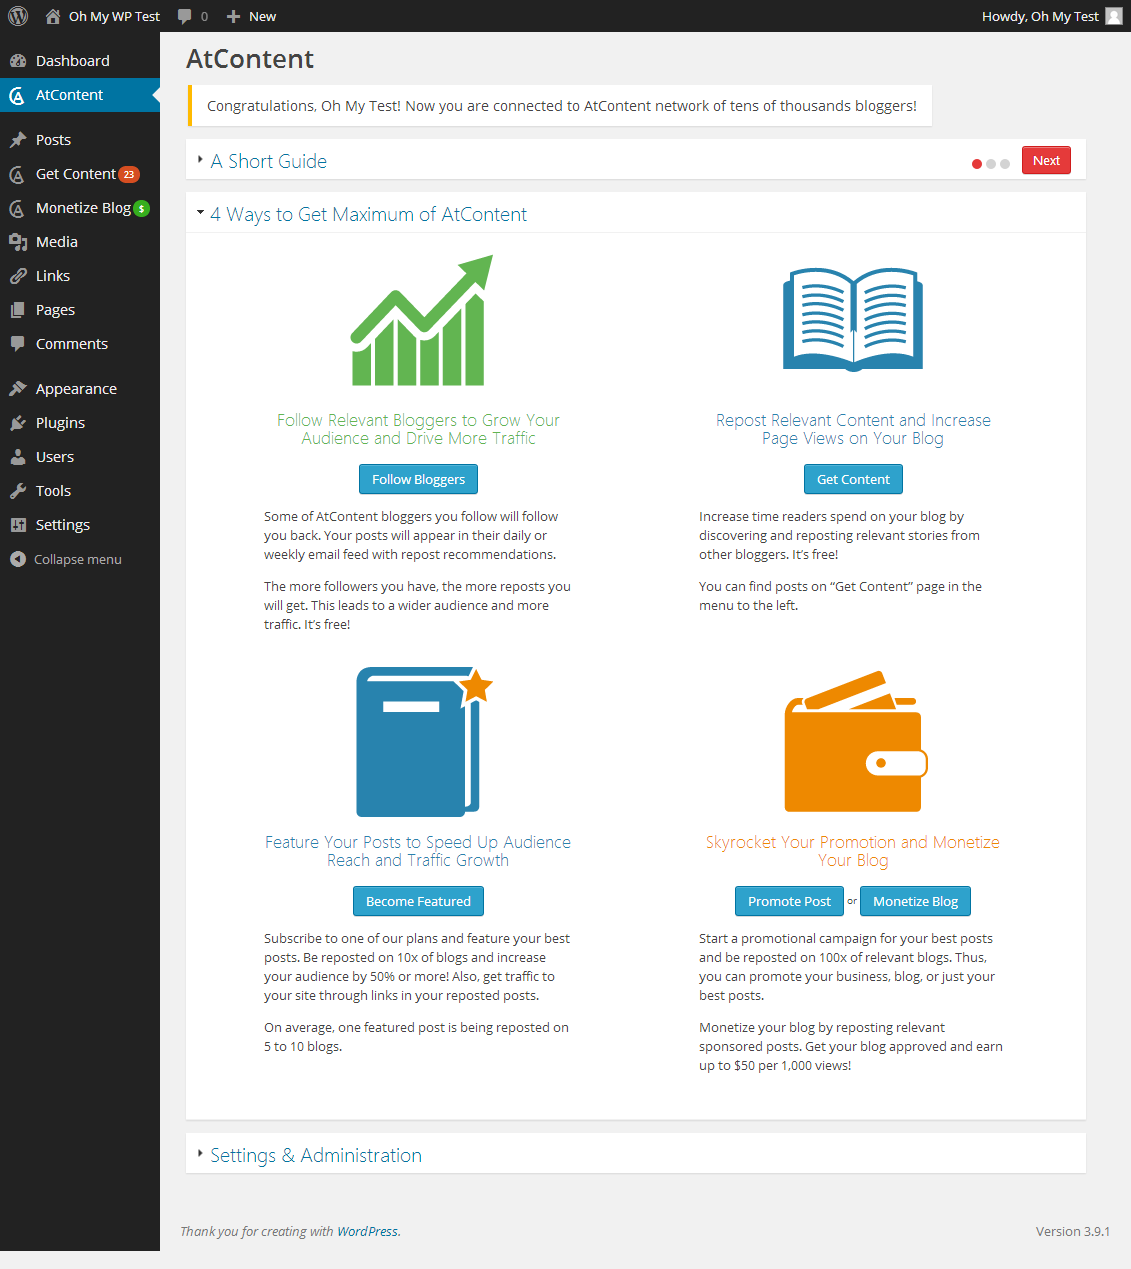 Oh My WP Test 0 New Howdy, Oh My Test
Dashboard
AtContent
Posts
Get Content 23
Monetize Blog $
Media
Links
Pages
Comments
Appearance
Plugins
Users
Tools
Settings
Collapse menu
AtContent
Congratulations, Oh My Test! Now you are connected to AtContent network of tens of thousands bloggers!
A Short Guide
Next
4 Ways to Get Maximum of AtContent
Follow Relevant Bloggers to Grow Your
Audience and Drive More Traffic
Follow Bloggers
Some of AtContent bloggers you follow will follow
you back. Your posts will appear in their daily or
weekly email feed with repost recommendations.
The more followers you have, the more reposts you
will get. This leads to a wider audience and more
traffic. It’s free!
Repost Relevant Content and Increase
Page Views on Your Blog
Get Content
Increase time readers spend on your blog by
discovering and reposting relevant stories from
other bloggers. It’s free!
You can find posts on “Get Content” page in the
menu to the left.
Feature Your Posts to Speed Up Audience
Reach and Traffic Growth
Become Featured
Subscribe to one of our plans and feature your best
posts. Be reposted on 10x of blogs and increase
your audience by 50% or more! Also, get traffic to
your site through links in your reposted posts.
On average, one featured post is being reposted on
5 to 10 blogs.
Skyrocket Your Promotion and Monetize
Your Blog
Promote Post or Monetize Blog
Start a promotional campaign for your best posts
and be reposted on 100x of relevant blogs. Thus,
you can promote your business, blog, or just your
best posts.
Monetize your blog by reposting relevant
sponsored posts. Get your blog approved and earn
up to $50 per 1,000 views!
Settings & Administration
Thank you for creating with WordPress.
Version 3.9.1